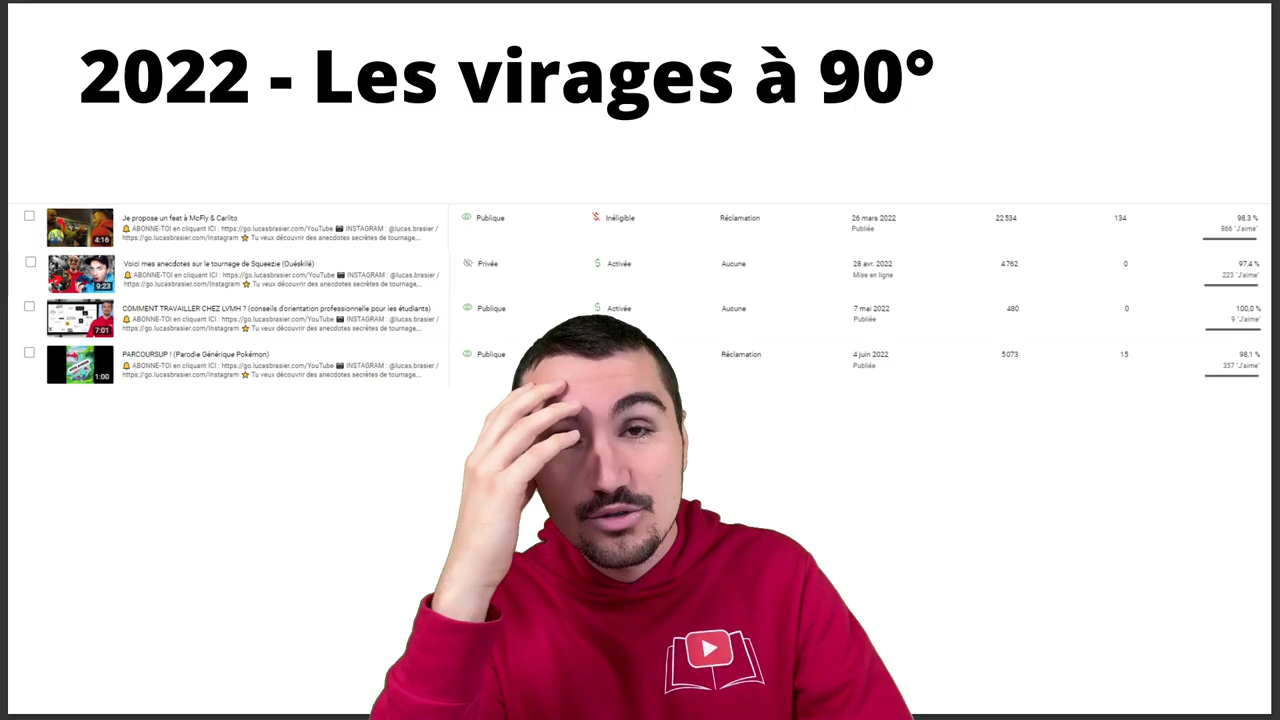 2022 - Les virages à 90°
Je propose un feat à McFly & Carlito
🔔 ABONNE-TOI en cliquant ICI : https://go.lucasbrasier.com/YouTube 📷 INSTAGRAM : @lucas.brasier /
https://go.lucasbrasier.com/Instagram ⭐ Tu veux découvrir des anecdotes secrètes de tournage,...
4:16
Publique
Inéligible
Réclamation
26 mars 2022
Publiée
22 534
134
98,3 %
866 "J'aime"
Voici mes anecdotes sur le tournage de Squeezie (Ouéskilé)
🔔 ABONNE-TOI en cliquant ICI : https://go.lucasbrasier.com/YouTube 📷 INSTAGRAM : @lucas.brasier /
https://go.lucasbrasier.com/Instagram ⭐ Tu veux découvrir des anecdotes secrètes de tournage,...
9:23
Privée
Activée
Aucune
28 avr. 2022
Mise en ligne
4 762
0
97,4 %
223 "J'aime"
COMMENT TRAVAILLER CHEZ LVMH ? (conseils d'orientation professionnelle pour les étudiants)
🔔 ABONNE-TOI en cliquant ICI : https://go.lucasbrasier.com/YouTube 📷 INSTAGRAM : @lucas.brasier /
https://go.lucasbrasier.com/Instagram ⭐ Tu veux découvrir des anecdotes secrètes de tournage,...
7:01
Publique
Activée
Aucune
7 mai 2022
Publiée
480
0
100,0 %
9 "J'aime"
PARCOURSUP ! (Parodie Générique Pokémon)
🔔 ABONNE-TOI en cliquant ICI : https://go.lucasbrasier.com/YouTube 📷 INSTAGRAM : @lucas.brasier /
https://go.lucasbrasier.com/Instagram ⭐ Tu veux découvrir des anecdotes secrètes de tournage,...
1:00
Publique
Réclamation
4 juin 2022
Publiée
5 073
15
98,1 %
357 "J'aime"